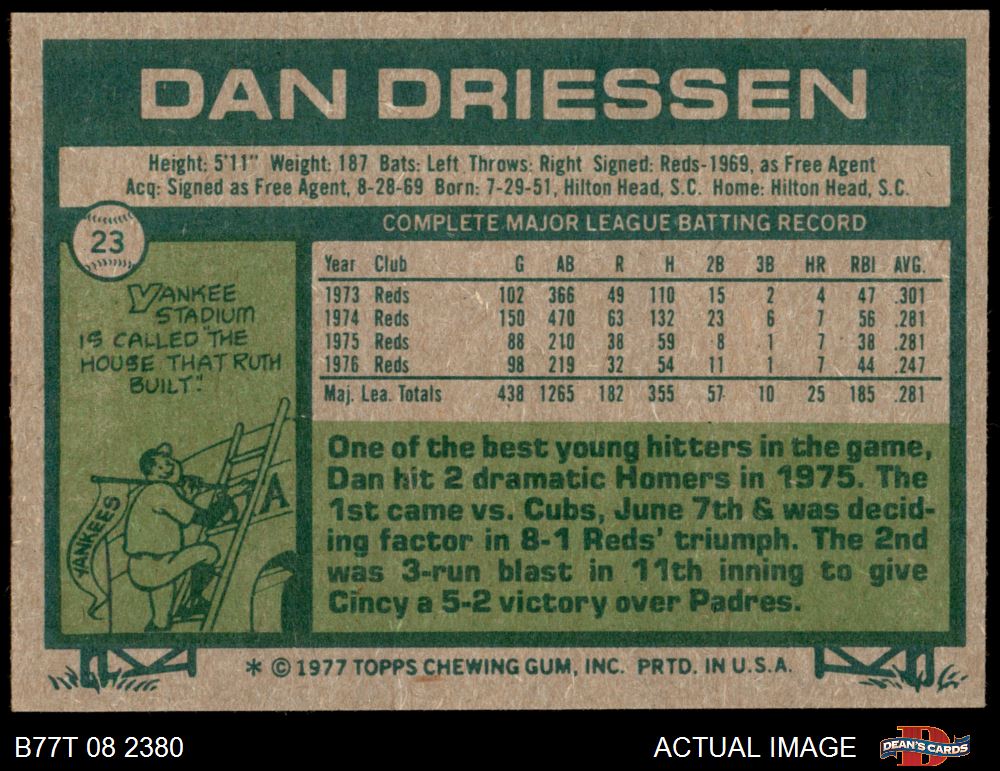 DAN DRIESSEN
Height: 5'11" Weight: 187 Bats: Left Throws: Right Signed: Reds-1969, as Free Agent
Acq: Signed as Free Agent, 8-28-69 Born: 7-29-51, Hilton Head, S.C. Home: Hilton Head, S.C.
23
COMPLETE MAJOR LEAGUE BATTING RECORD
YANKEE
STADIUM
IS CALLED "THE
HOUSE THAT RUTH
BUILT."
YANKEES
A
Year Club G AB R H 2B 3B HR RBI AVG.
1973 Reds 102 366 49 110 15 2 4 47 .301
1974 Reds 150 470 63 132 23 6 7 56 .281
1975 Reds 88 210 38 59 8 1 7 38 .281
1976 Reds 98 219 32 54 11 1 7 44 .247
Maj. Lea. Totals 438 1265 182 355 57 10 25 185 .281
One of the best young hitters in the game,
Dan hit 2 dramatic Homers in 1975. The
1st came vs. Cubs, June 7th & was decid-
ing factor in 8-1 Reds' triumph. The 2nd
was 3-run blast in 11th inning to give
Cincy a 5-2 victory over Padres.
* © 1977 TOPPS CHEWING GUM, INC. PRTD. IN U.S.A.
B77T 08 2380
ACTUAL IMAGE
DEAN'S CARDS